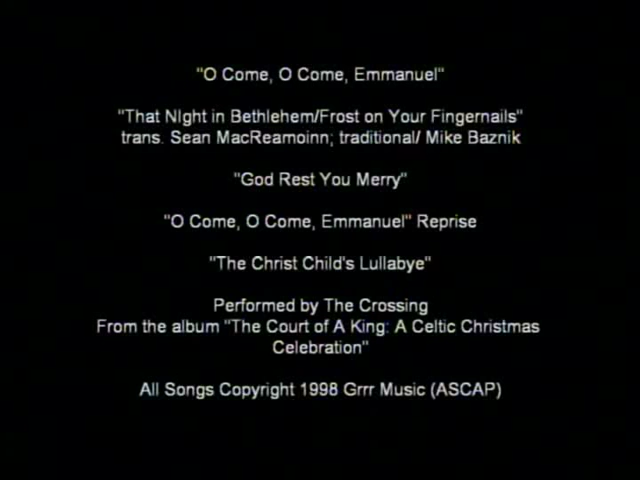 "O Come, O Come, Emmanuel"
"That NIght in Bethlehem/Frost on Your Fingernails"
trans. Sean MacReamoinn; traditional/ Mike Baznik
"God Rest You Merry"
"O Come, O Come, Emmanuel" Reprise
"The Christ Child's Lullabye"
Performed by The Crossing
From the album "The Court of A King: A Celtic Christmas
Celebration"
All Songs Copyright 1998 Grrr Music (ASCAP)